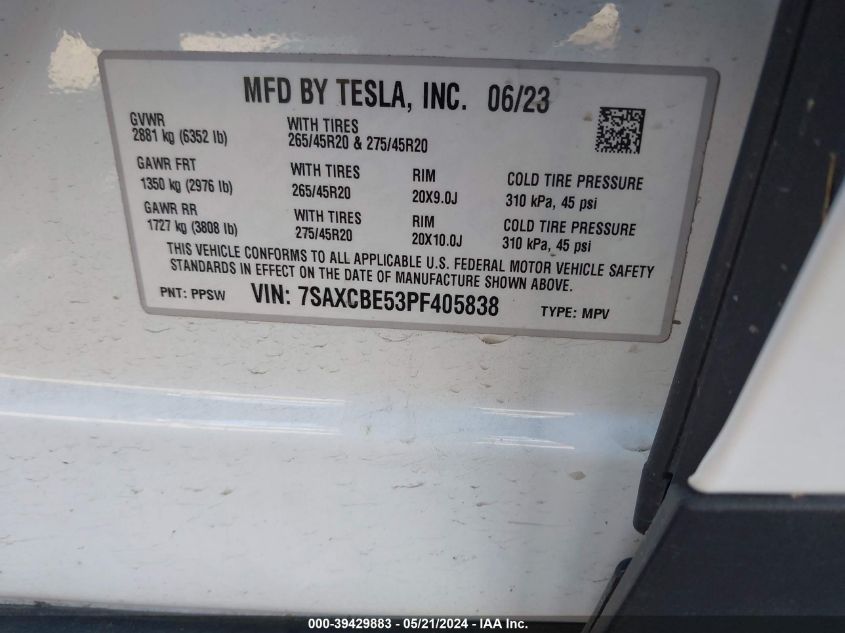 MFD BY TESLA, INC. 06/23
GVWR
2881 kg (6352 lb)
WITH TIRES
265/45R20 & 275/45R20
GAWR FRT
1350 kg (2976 lb)
WITH TIRES
265/45R20
RIM
20X9.0J
COLD TIRE PRESSURE
310 kPa, 45 psi
GAWR RR
1727 kg (3808 lb)
WITH TIRES
275/45R20
RIM
20X10.0J
COLD TIRE PRESSURE
310 kPa, 45 psi
THIS VEHICLE CONFORMS TO ALL APPLICABLE U.S. FEDERAL MOTOR VEHICLE SAFETY
STANDARDS IN EFFECT ON THE DATE OF MANUFACTURE SHOWN ABOVE.
PNT: PPSW VIN: 7SAXCBE53PF405838 TYPE: MPV
000-39429883 - 05/21/2024 - IAA Inc.